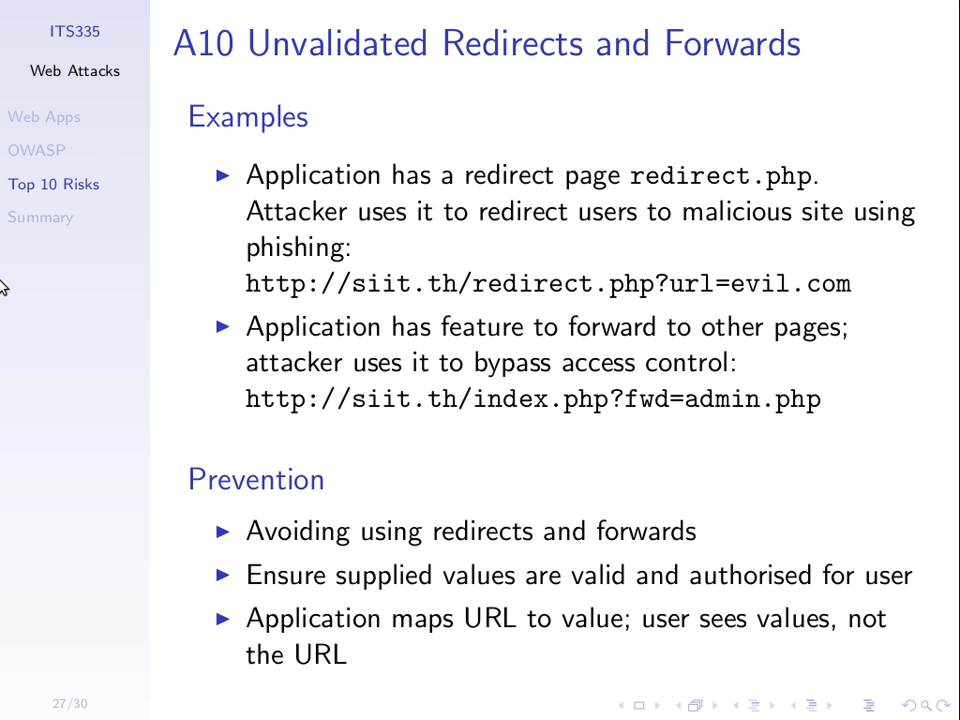 ITS335
Web Attacks
Web Apps
OWASP
Top 10 Risks
Summary
A10 Unvalidated Redirects and Forwards
Examples
Application has a redirect page redirect.php.
Attacker uses it to redirect users to malicious site using
phishing:
http://siit.th/redirect.php?url=evil.com
Application has feature to forward to other pages;
attacker uses it to bypass access control:
http://siit.th/index.php?fwd=admin.php
Prevention
Avoiding using redirects and forwards
Ensure supplied values are valid and authorised for user
Application maps URL to value; user sees values, not
the URL
27/30